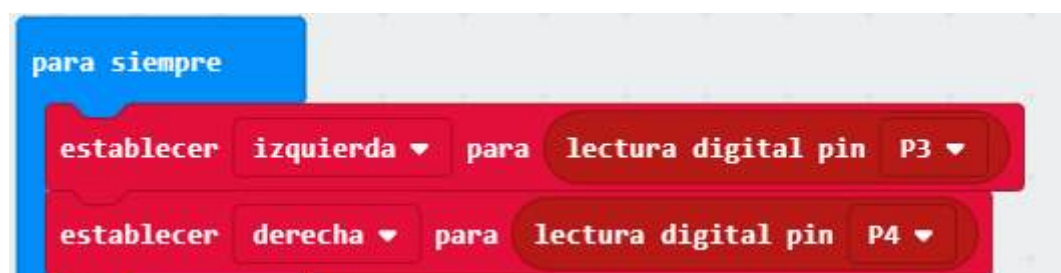 para siempre
establecer izquierda para lectura digital pin P3
establecer derecha para lectura digital pin P4